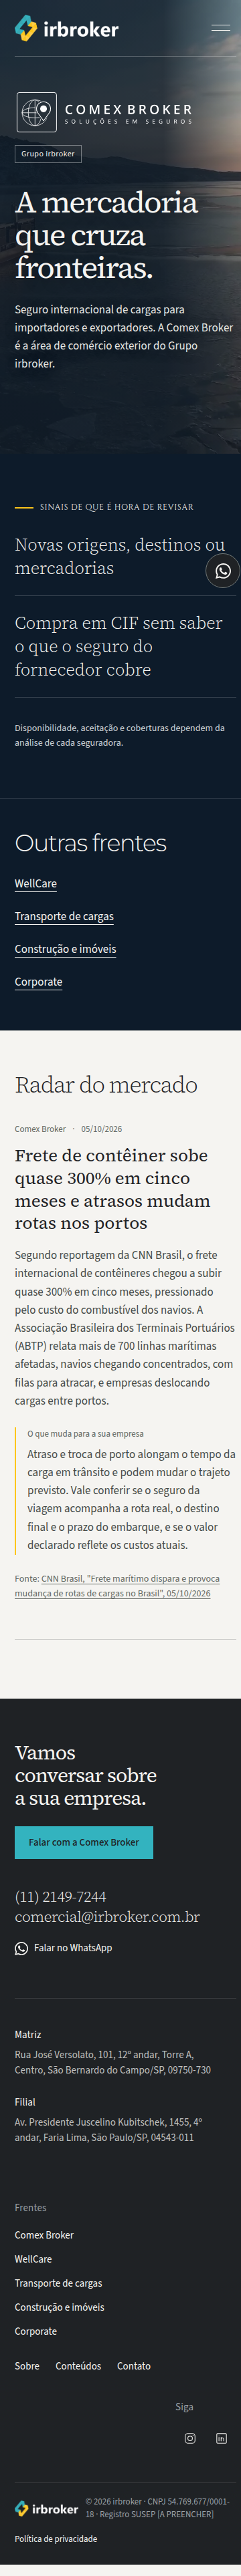 irbroker
COMEX BROKER
SOLUÇÕES EM SEGUROS
Grupo irbroker
A mercadoria
que cruza
fronteiras.
Seguro internacional de cargas para
importadores e exportadores. A Comex Broker
é a área de comércio exterior do Grupo
irbroker.
SINAIS DE QUE É HORA DE REVISAR
Novas origens, destinos ou
mercadorias
Compra em CIF sem saber
o que o seguro do
fornecedor cobre
Disponibilidade, aceitação e coberturas dependem da
análise de cada seguradora.
Outras frentes
WellCare
Transporte de cargas
Construção e imóveis
Corporate
Radar do mercado
Comex Broker · 05/10/2026
Frete de contêiner sobe
quase 300% em cinco
meses e atrasos mudam
rotas nos portos
Segundo reportagem da CNN Brasil, o frete
internacional de contêineres chegou a subir
quase 300% em cinco meses, pressionado
pelo custo do combustível dos navios. A
Associação Brasileira dos Terminais Portuários
(ABTP) relata mais de 700 linhas marítimas
afetadas, navios chegando concentrados, com
filas para atracar, e empresas deslocando
cargas entre portos.
O que muda para a sua empresa
Atraso e troca de porto alongam o tempo da
carga em trânsito e podem mudar o trajeto
previsto. Vale conferir se o seguro da
viagem acompanha a rota real, o destino
final e o prazo do embarque, e se o valor
declarado reflete os custos atuais.
Fonte: CNN Brasil, "Frete marítimo dispara e provoca
mudança de rotas de cargas no Brasil", 05/10/2026
Vamos
conversar sobre
a sua empresa.
Falar com a Comex Broker
(11) 2149-7244
comercial@irbroker.com.br
Falar no WhatsApp
Matriz
Rua José Versolato, 101, 12° andar, Torre A,
Centro, São Bernardo do Campo/SP, 09750-730
Filial
Av. Presidente Juscelino Kubitschek, 1455, 4°
andar, Faria Lima, São Paulo/SP, 04543-011
Frentes
Comex Broker
WellCare
Transporte de cargas
Construção e imóveis
Corporate
Sobre Conteúdos Contato
Siga
irbroker
© 2026 irbroker · CNPJ 54.769.677/0001-
18 · Registro SUSEP [A PREENCHER]
Política de privacidade